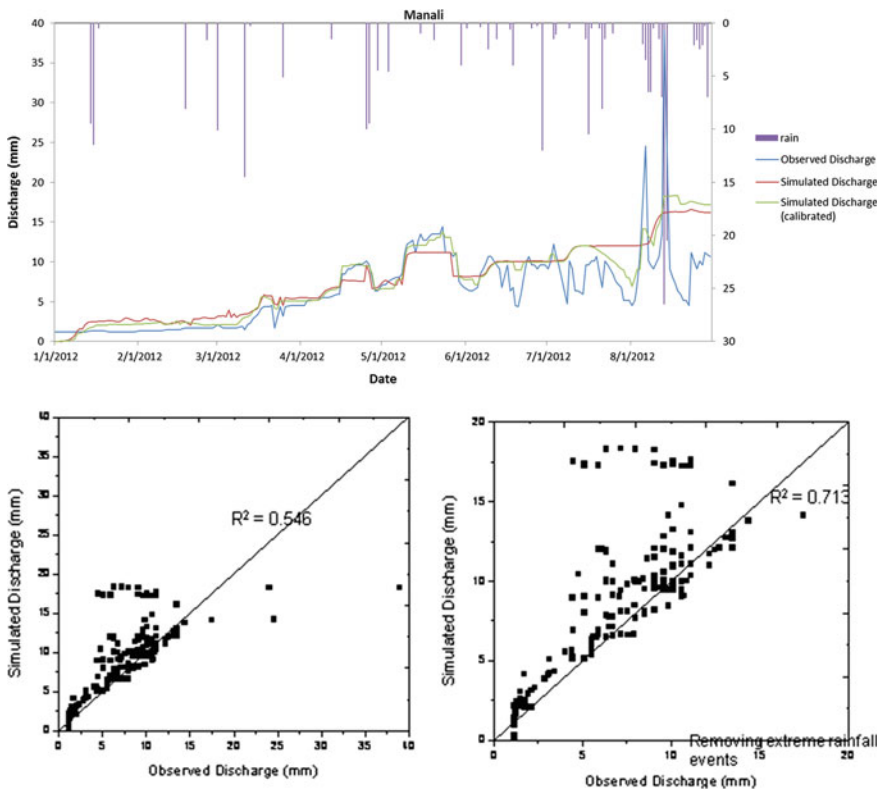 Manali
40
35
30
25
20
15
10
5
0
Discharge (mm)
0
5
10
15
20
25
30
1/1/2012 2/1/2012 3/1/2012 4/1/2012 5/1/2012 6/1/2012 7/1/2012 8/1/2012
Date
rain
Observed Discharge
Simulated Discharge
Simulated Discharge
(calibrated)
40
35
30
25
20
15
10
5
0
Simulated Discharge (mm)
R² = 0.546
0 5 10 15 20 25 30 35 40
Observed Discharge (mm)
20
15
10
5
0
Simulated Discharge (mm)
R² = 0.713
Removing extreme rainfall
events
0 5 10 15 20
Observed Discharge (mm)